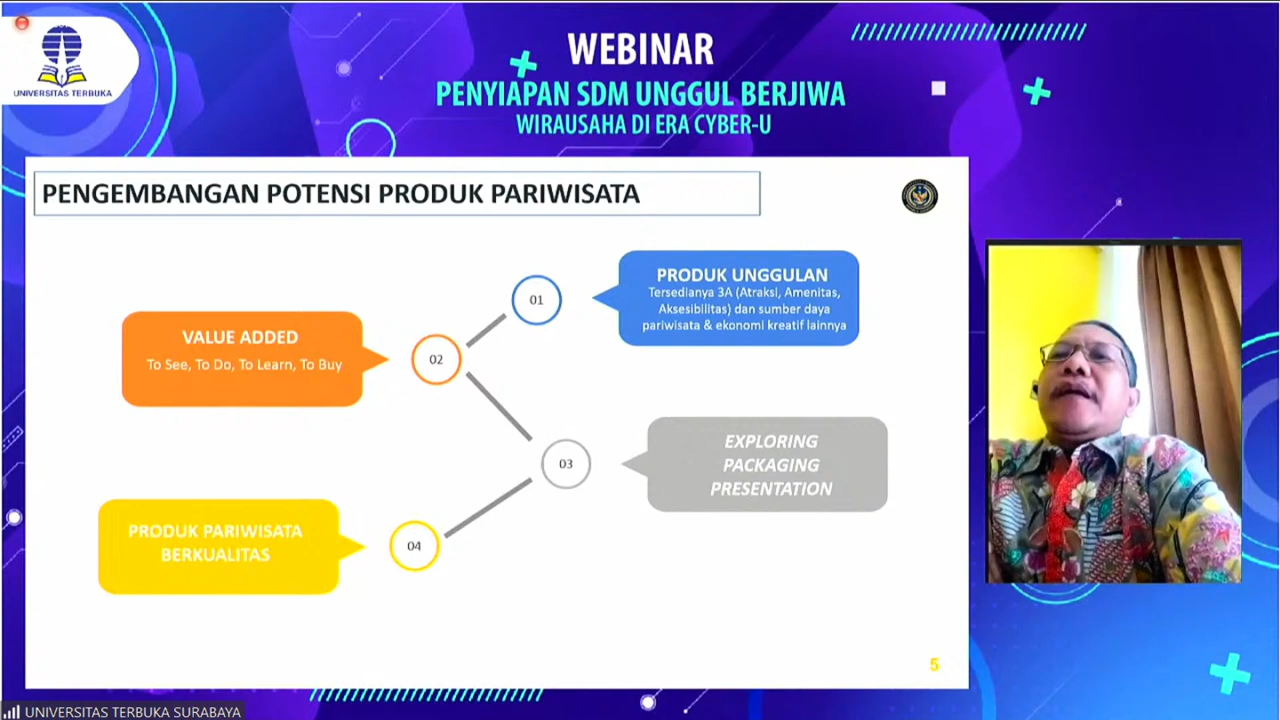 UNIVERSITAS TERBUKA
WEBINAR
PENYIAPAN SDM UNGGUL BERJIWA
WIRAUSAHA DI ERA CYBER-U
PENGEMBANGAN POTENSI PRODUK PARIWISATA
01
PRODUK UNGGULAN
Tersedianya 3A (Atraksi, Amenitas,
Aksesibilitas) dan sumber daya
pariwisata & ekonomi kreatif lainnya
VALUE ADDED
To See, To Do, To Learn, To Buy
02
03
EXPLORING
PACKAGING
PRESENTATION
PRODUK PARIWISATA
BERKUALITAS
04
5
UNIVERSITAS TERBUKA SURABAYA